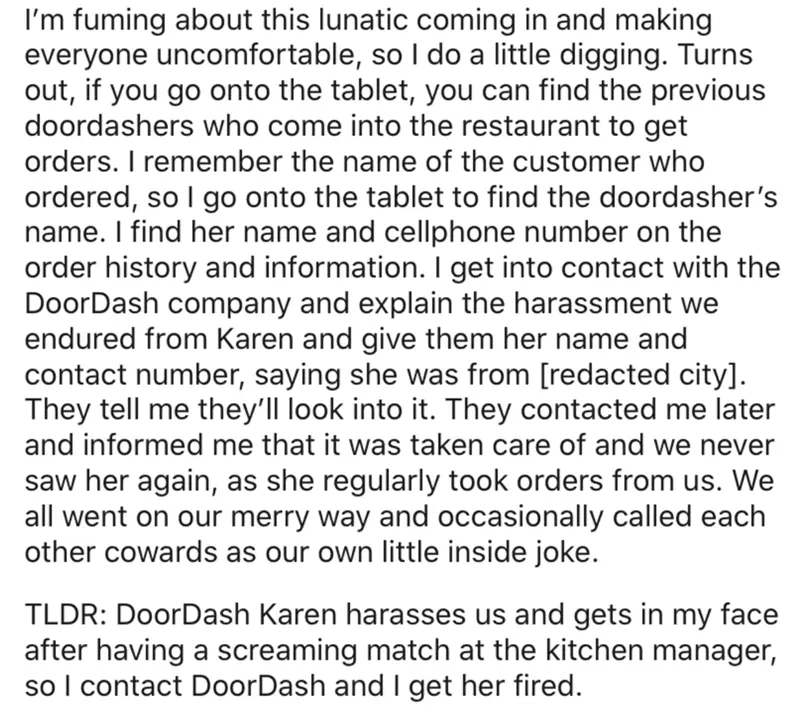 I’m fuming about this lunatic coming in and making
everyone uncomfortable, so I do a little digging. Turns
out, if you go onto the tablet, you can find the previous
doordashers who come into the restaurant to get
orders. I remember the name of the customer who
ordered, so I go onto the tablet to find the doordasher’s
name. I find her name and cellphone number on the
order history and information. I get into contact with the
DoorDash company and explain the harassment we
endured from Karen and give them her name and
contact number, saying she was from [redacted city].
They tell me they’ll look into it. They contacted me later
and informed me that it was taken care of and we never
saw her again, as she regularly took orders from us. We
all went on our merry way and occasionally called each
other cowards as our own little inside joke.
TLDR: DoorDash Karen harasses us and gets in my face
after having a screaming match at the kitchen manager,
so I contact DoorDash and I get her fired.